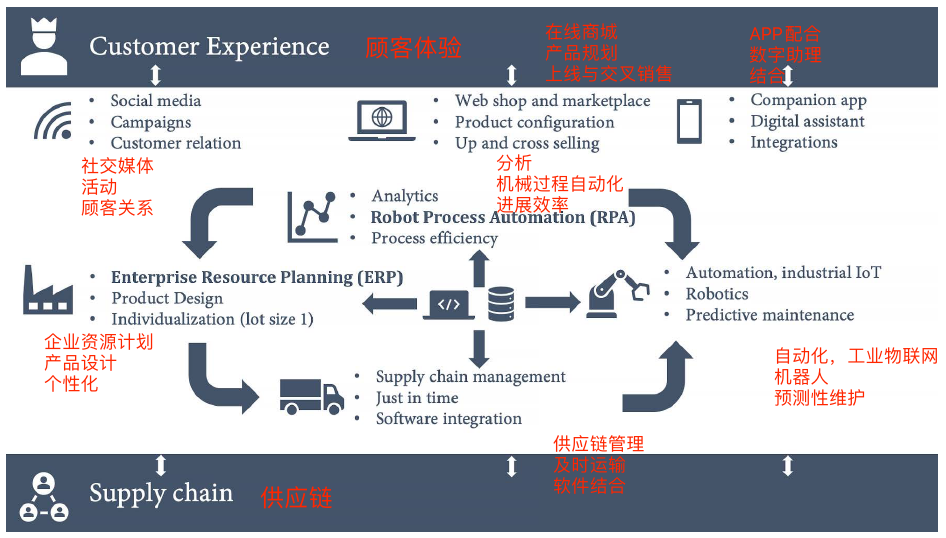 Customer Experience
顾客体验
在线商城
产品规划
上线与交叉销售
APP配合
数字助理
结合
• Social media
• Campaigns
• Customer relation
社交媒体
活动
顾客关系
• Web shop and marketplace
• Product configuration
• Up and cross selling
• Companion app
• Digital assistant
• Integrations
分析
机械过程自动化
进展效率
• Analytics
• Robot Process Automation (RPA)
• Process efficiency
• Enterprise Resource Planning (ERP)
• Product Design
• Individualization (lot size 1)
企业资源计划
产品设计
个性化
</>
• Automation, industrial IoT
• Robotics
• Predictive maintenance
自动化，工业物联网
机器人
预测性维护
• Supply chain management
• Just in time
• Software integration
供应链管理
及时运输
软件结合
Supply chain
供应链